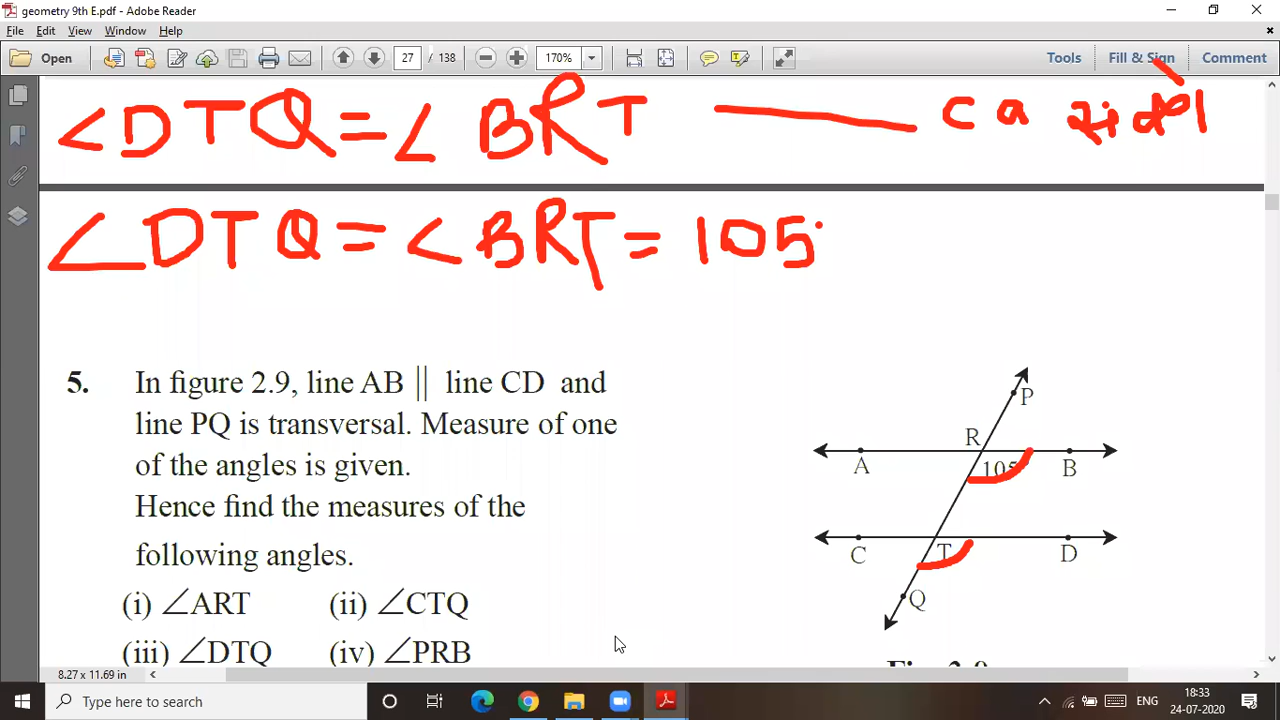 geometry 9th E.pdf - Adobe Reader
File Edit View Window Help
Open 27 / 138 170% Tools Fill & Sign Comment
∠DTQ = ∠BRT ——— ca
∠DTQ = ∠BRT = 105°
5. In figure 2.9, line AB || line CD and
line PQ is transversal. Measure of one
of the angles is given.
Hence find the measures of the
following angles.
(i) ∠ART (ii) ∠CTQ
(iii) ∠DTQ (iv) ∠PRB
P
R
A 105° B
C T D
Q
8.27 x 11.69 in
Type here to search
ENG
18:33
24-07-2020